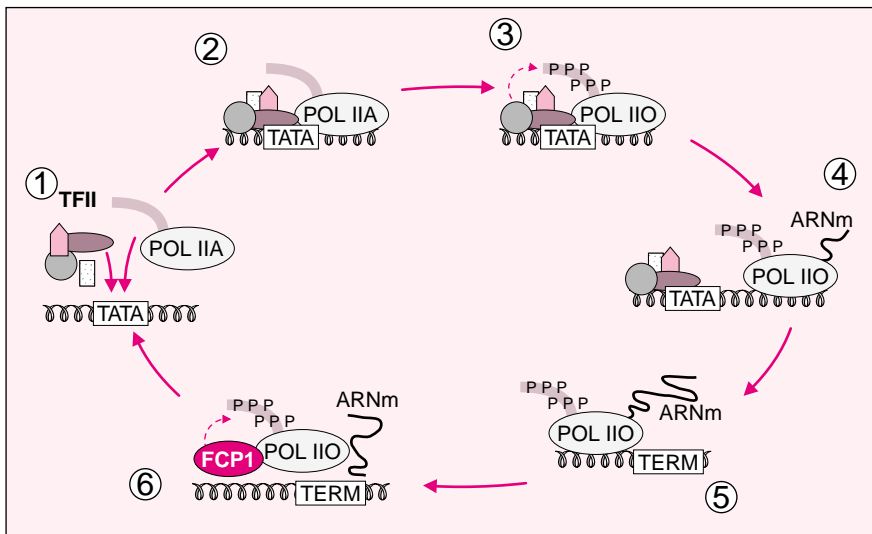 ①
TFII
POL IIA
TATA
②
POL IIA
TATA
③
P P P
P P P
POL IIO
TATA
④
ARNm
P P P
P P P
POL IIO
TATA
⑤
P P P
P P P
ARNm
POL IIO
TERM
⑥
P P P
P P P
ARNm
FCP1
POL IIO
TERM